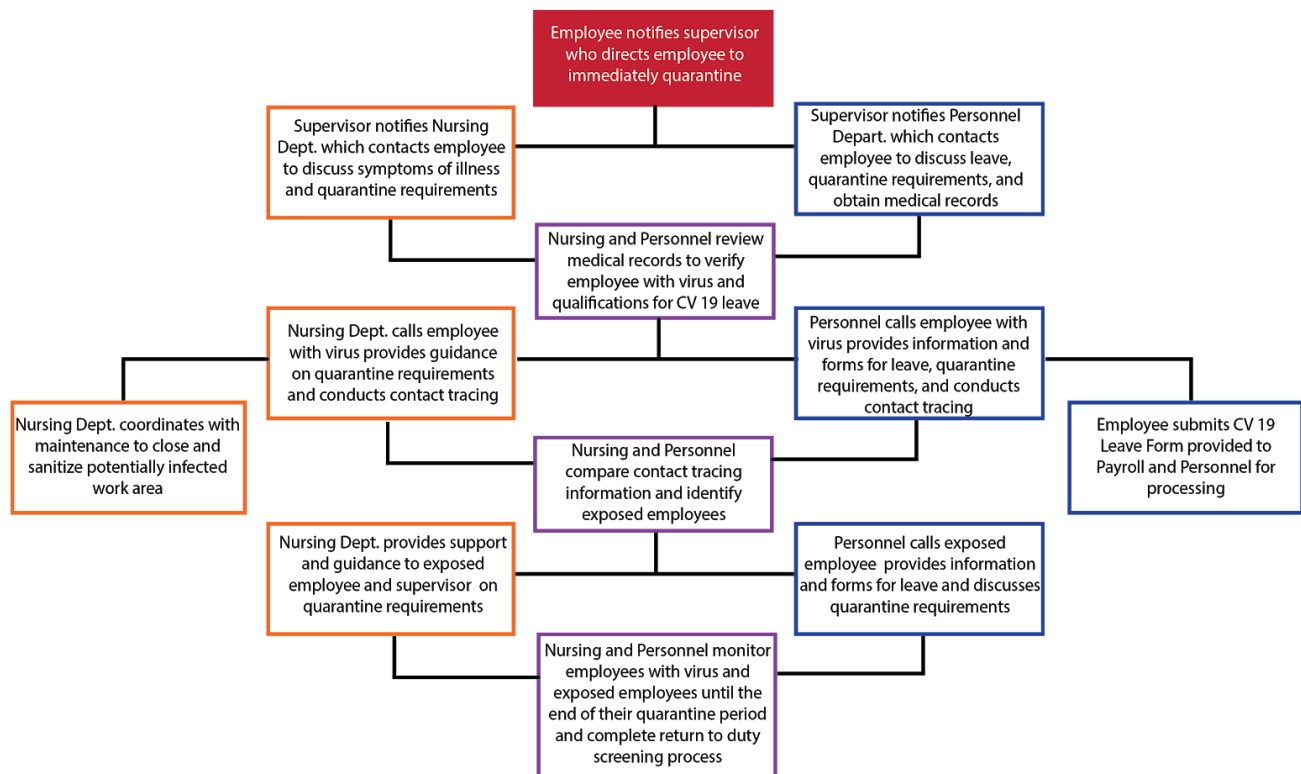 Employee notifies supervisor
who directs employee to
immediately quarantine
Supervisor notifies Nursing
Dept. which contacts employee
to discuss symptoms of illness
and quarantine requirements
Supervisor notifies Personnel
Depart. which contacts
employee to discuss leave,
quarantine requirements, and
obtain medical records
Nursing and Personnel review
medical records to verify
employee with virus and
qualifications for CV 19 leave
Nursing Dept. calls employee
with virus provides guidance
on quarantine requirements
and conducts contact tracing
Personnel calls employee with
virus provides information and
forms for leave, quarantine
requirements, and conducts
contact tracing
Nursing Dept. coordinates with
maintenance to close and
sanitize potentially infected
work area
Employee submits CV 19
Leave Form provided to
Payroll and Personnel for
processing
Nursing and Personnel
compare contact tracing
information and identify
exposed employees
Nursing Dept. provides support
and guidance to exposed
employee and supervisor on
quarantine requirements
Personnel calls exposed
employee provides information
and forms for leave and discusses
quarantine requirements
Nursing and Personnel monitor
employees with virus and
exposed employees until the
end of their quarantine period
and complete return to duty
screening process